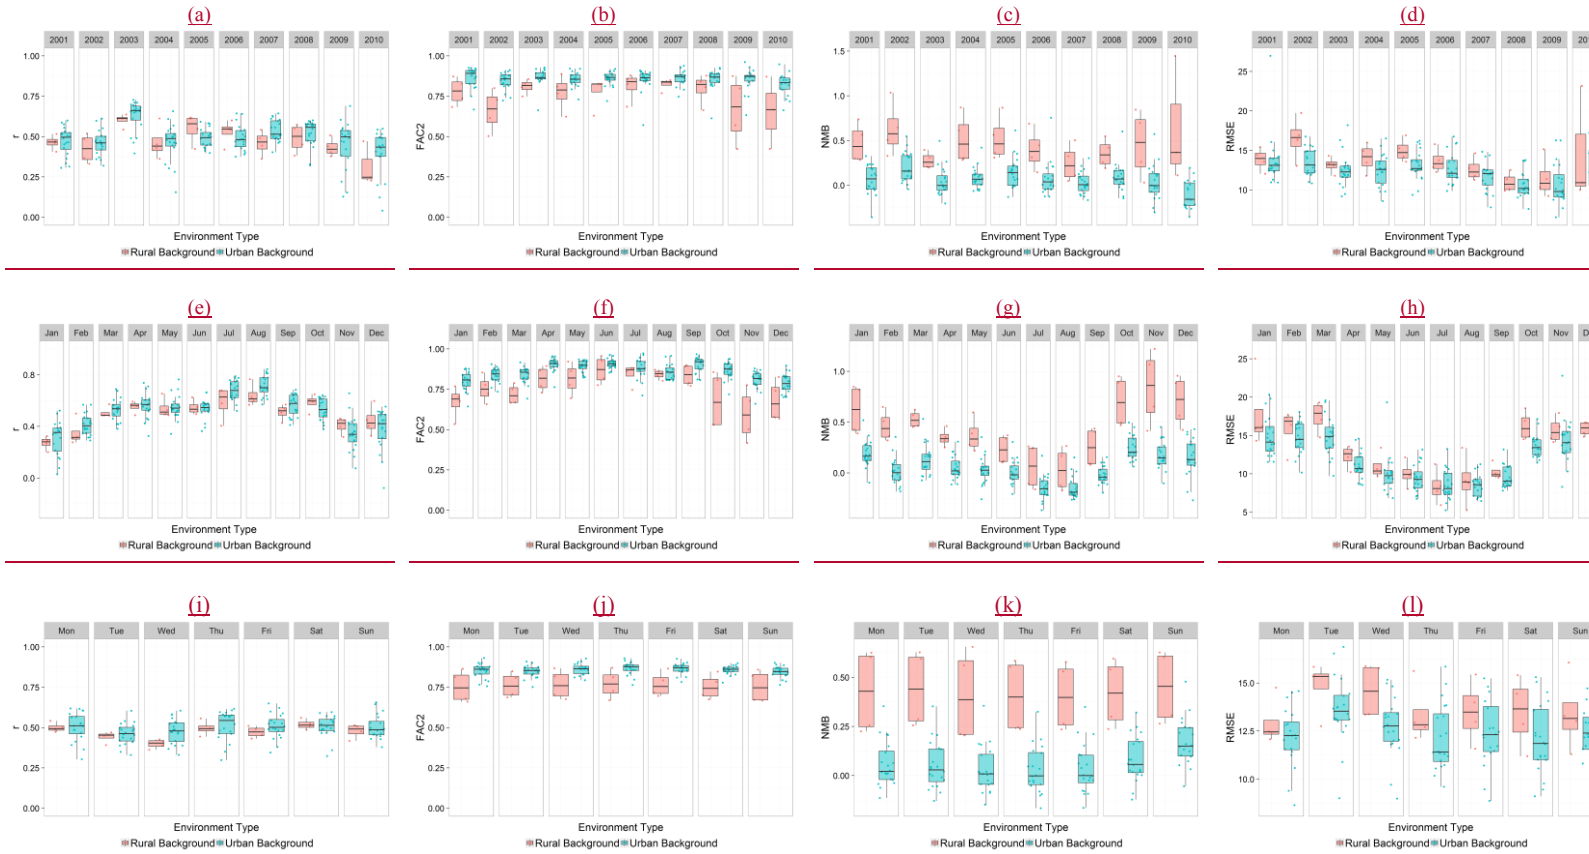 (a)
2001 2002 2003 2004 2005 2006 2007 2008 2009 2010
1.00
0.75
0.50
0.25
0.00
r
Environment Type
Rural Background Urban Background
(b)
2001 2002 2003 2004 2005 2006 2007 2008 2009 2010
1.00
0.75
0.50
0.25
0.00
FAC2
Environment Type
Rural Background Urban Background
(c)
2001 2002 2003 2004 2005 2006 2007 2008 2009 2010
1.5
1.0
0.5
0.0
NMB
Environment Type
Rural Background Urban Background
(d)
2001 2002 2003 2004 2005 2006 2007 2008 2009 20
25
20
15
10
RMSE
Environment Type
Rural Background Urban Background
(e)
Jan Feb Mar Apr May Jun Jul Aug Sep Oct Nov Dec
0.8
0.4
0.0
r
Environment Type
Rural Background Urban Background
(f)
Jan Feb Mar Apr May Jun Jul Aug Sep Oct Nov Dec
1.00
0.75
0.50
0.25
0.00
FAC2
Environment Type
Rural Background Urban Background
(g)
Jan Feb Mar Apr May Jun Jul Aug Sep Oct Nov Dec
1.0
0.5
0.0
NMB
Environment Type
Rural Background Urban Background
(h)
Jan Feb Mar Apr May Jun Jul Aug Sep Oct Nov D
25
20
15
10
5
RMSE
Environment Type
Rural Background Urban Background
(i)
Mon Tue Wed Thu Fri Sat Sun
1.00
0.75
0.50
0.25
0.00
r
Environment Type
Rural Background Urban Background
(j)
Mon Tue Wed Thu Fri Sat Sun
1.00
0.75
0.50
0.25
0.00
FAC2
Environment Type
Rural Background Urban Background
(k)
Mon Tue Wed Thu Fri Sat Sun
0.50
0.25
0.00
NMB
Environment Type
Rural Background Urban Background
(l)
Mon Tue Wed Thu Fri Sat Sun
15.0
12.5
10.0
RMSE
Environment Type
Rural Background Urban Background